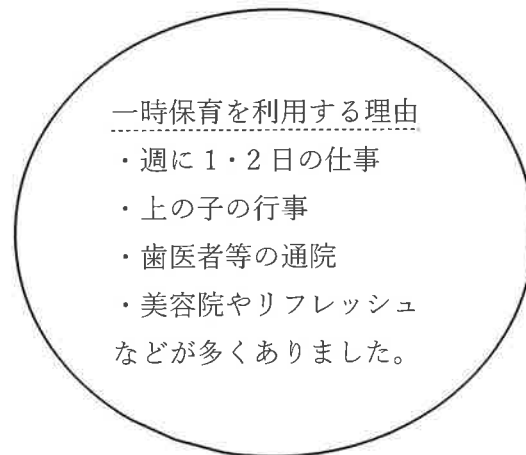 一時保育を利用する理由
・週に1・2日の仕事
・上の子の行事
・歯医者等の通院
・美容院やリフレッシュ
などが多くありました。